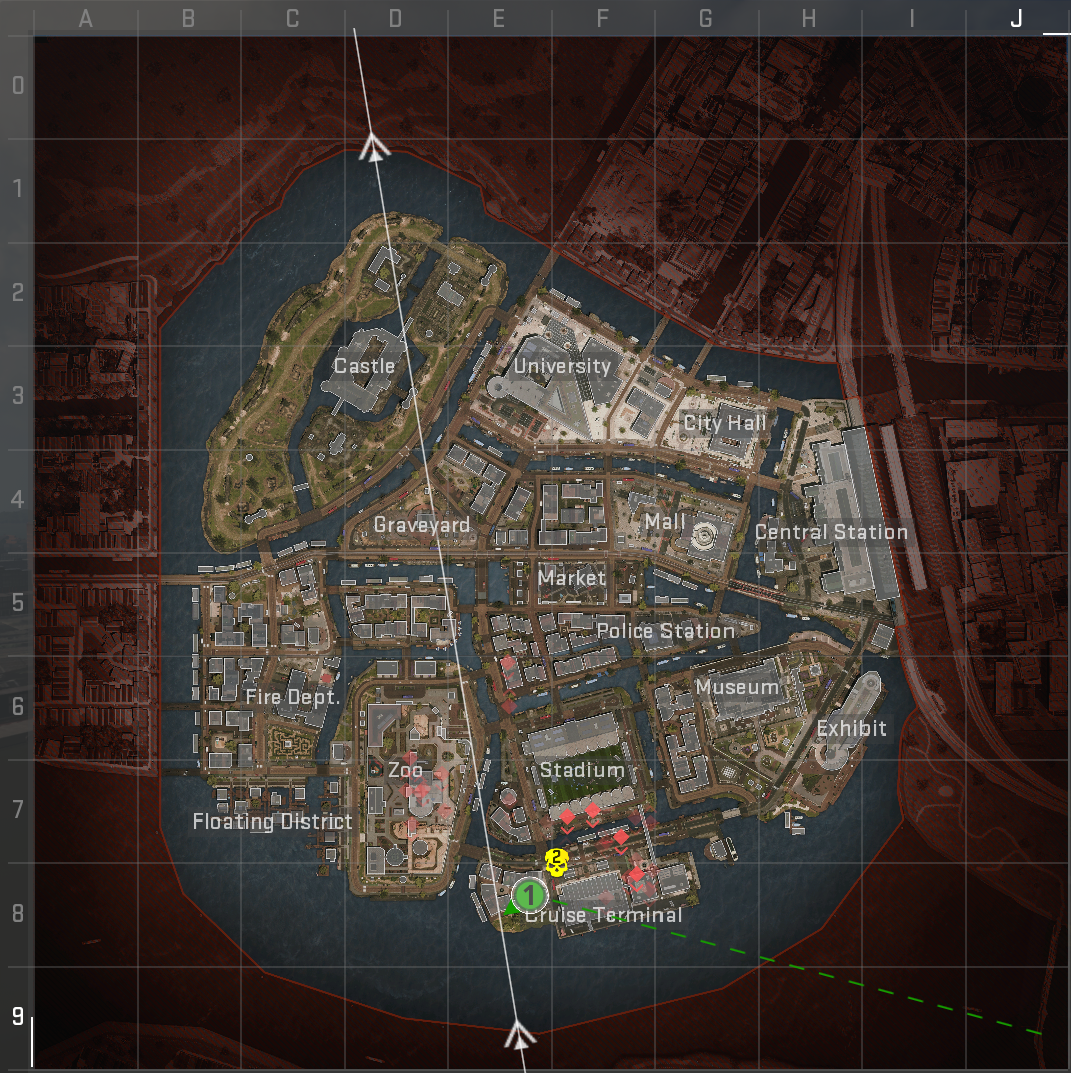 A B C D E F G H I J
0
1
2
Castle University
3
City Hall
4
Graveyard Mall Central Station
Market
5
Police Station
Museum
Fire Dept.
6
Exhibit
Zoo Stadium
7
Floating District
2
1
8
Cruise Terminal
9